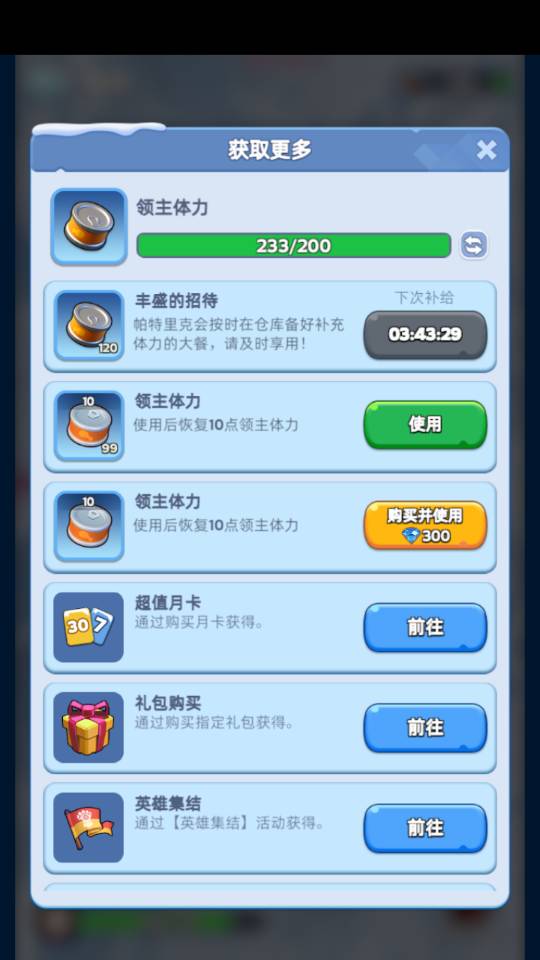 获取更多
领主体力
233/200
丰盛的招待
帕特里克会按时在仓库备好补充
体力的大餐，请及时享用！
120
下次补给
03:43:29
10
99
领主体力
使用后恢复10点领主体力
使用
10
领主体力
使用后恢复10点领主体力
购买并使用
300
30 7
超值月卡
通过购买月卡获得。
前往
礼包购买
通过购买指定礼包获得。
前往
英雄集结
通过【英雄集结】活动获得。
前往